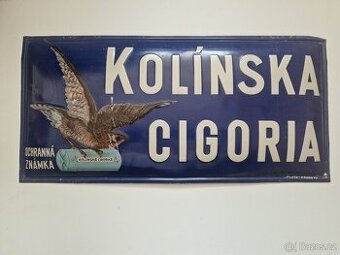 KOLÍNSKA
CIGORIA
OCHRANNÁ
ZNÁMKA